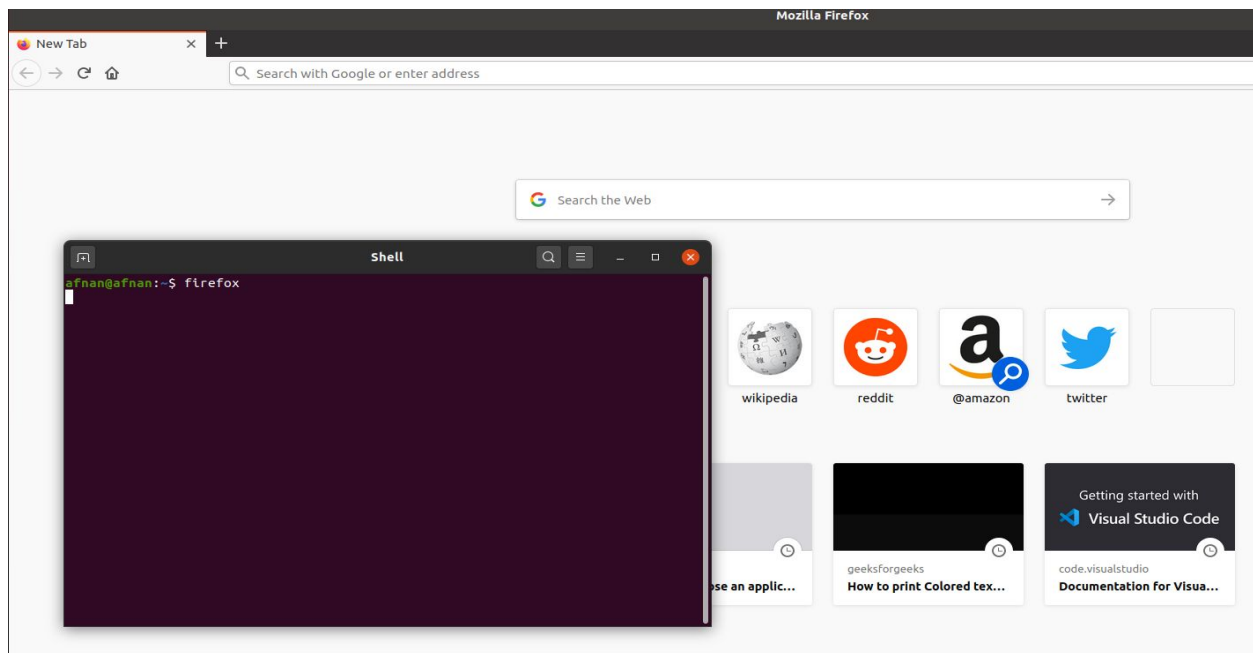 Mozilla Firefox
New Tab
Search with Google or enter address
Search the Web
Shell
afnan@afnan:~$ firefox
wikipedia
reddit
@amazon
twitter
Getting started with
Visual Studio Code
geeksforgeeks
code.visualstudio
ose an applic...
How to print Colored tex...
Documentation for Visua...